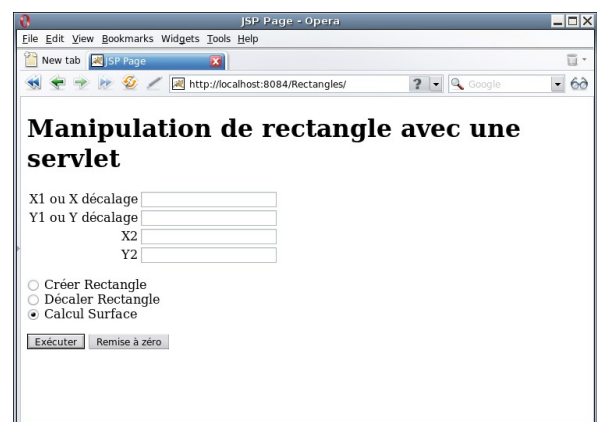 JSP Page - Opera
File Edit View Bookmarks Widgets Tools Help
New tab JSP Page
http://localhost:8084/Rectangles/ ? Google
Manipulation de rectangle avec une
servlet
X1 ou X décalage
Y1 ou Y décalage
X2
Y2
Créer Rectangle
Décaler Rectangle
Calcul Surface
Exécuter Remise à zéro